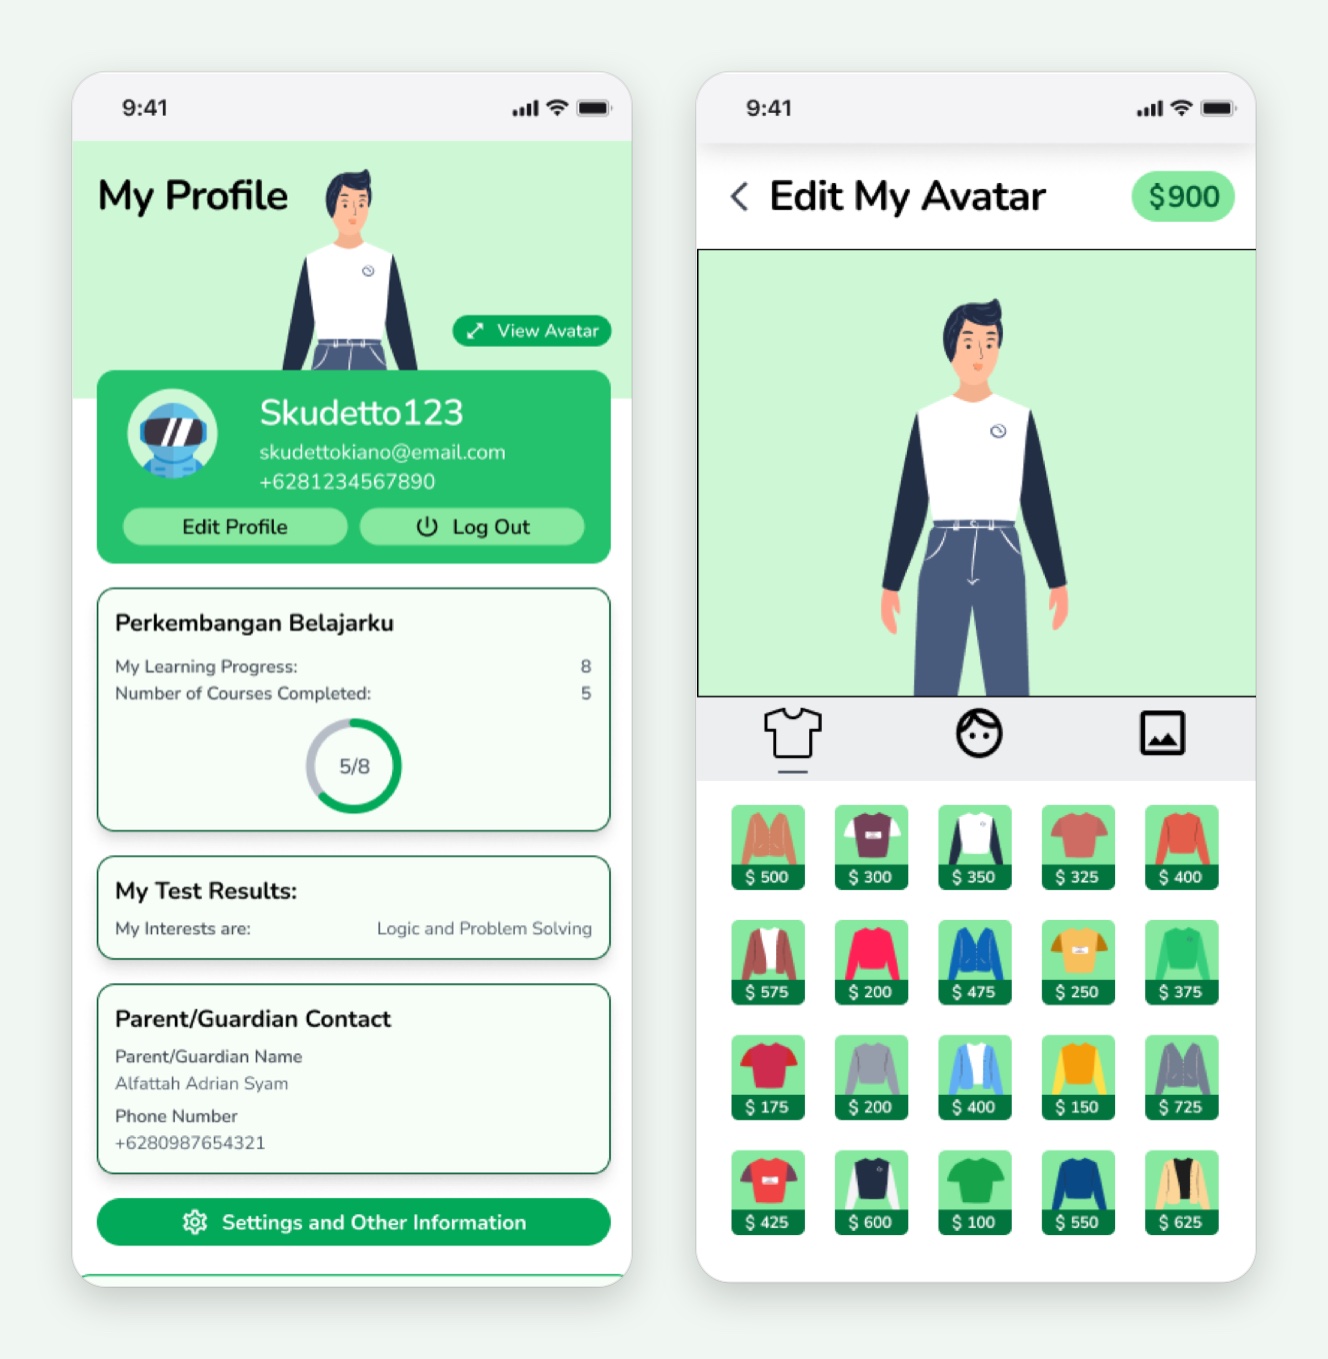 9:41
My Profile
View Avatar
Skudetto123
skudettokiano@email.com
+6281234567890
Edit Profile
Log Out
Perkembangan Belajarku
My Learning Progress: 8
Number of Courses Completed: 5
5/8
My Test Results:
My Interests are: Logic and Problem Solving
Parent/Guardian Contact
Parent/Guardian Name
Alfattah Adrian Syam
Phone Number
+6280987654321
Settings and Other Information
9:41
Edit My Avatar
$900
$ 500 $ 300 $ 350 $ 325 $ 400
$ 575 $ 200 $ 475 $ 250 $ 375
$ 175 $ 200 $ 400 $ 150 $ 725
$ 425 $ 600 $ 100 $ 550 $ 625